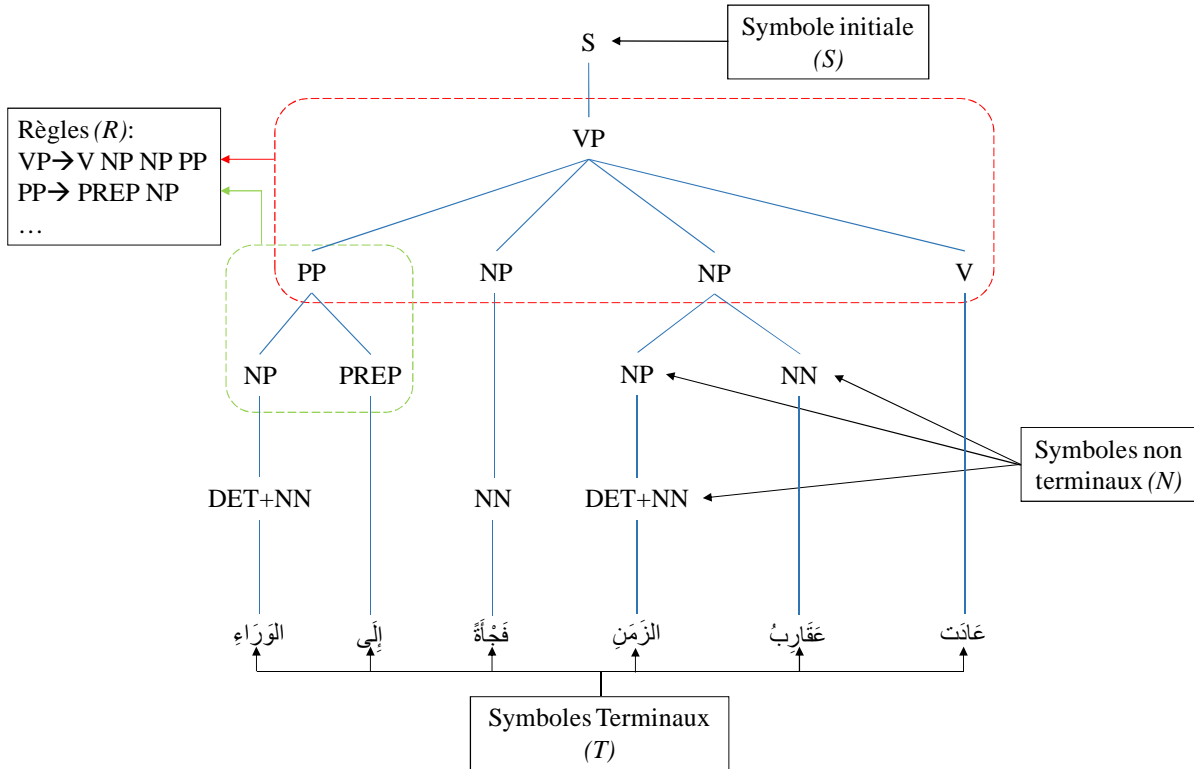 S
Symbole initiale
(S)
Règles (R):
VP→V NP NP PP
PP→ PREP NP
…
VP
PP
NP
NP
V
NP
PREP
NP
NN
Symboles non
terminaux (N)
DET+NN
NN
DET+NN
عَادَت
عَقَارِبُ
الزَمَنِ
فَجْأَةً
إِلَى
الوَرَاءِ
Symboles Terminaux
(T)